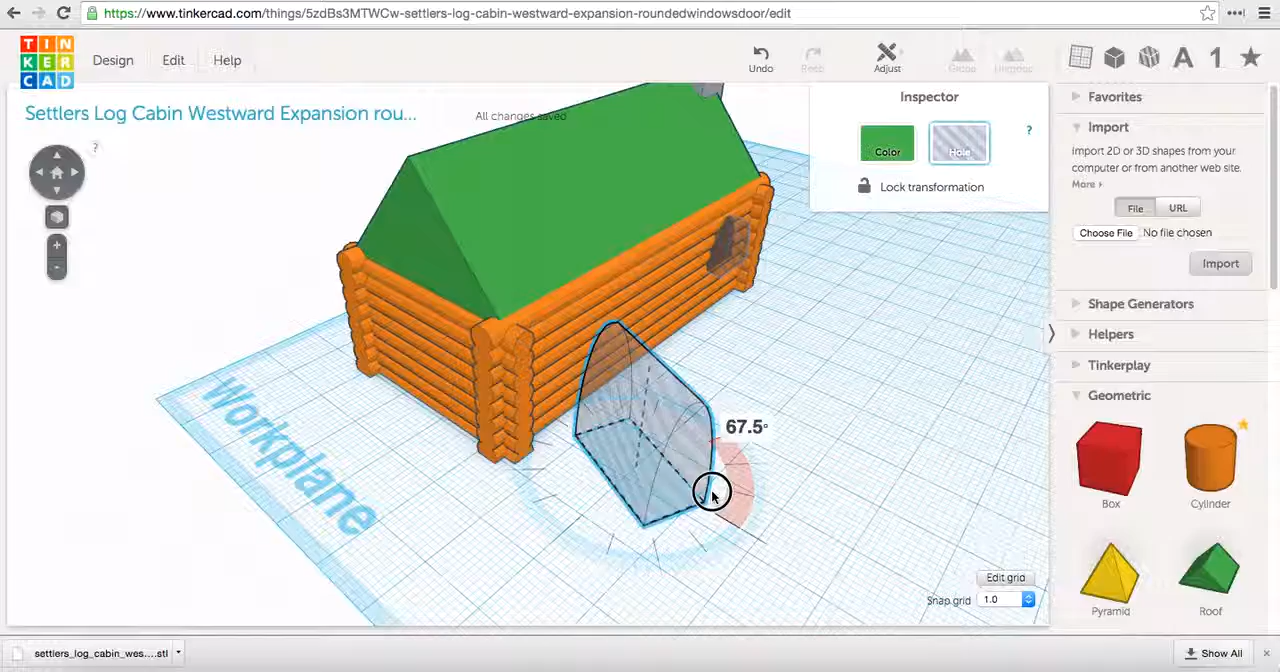 https://www.tinkercad.com/things/5zdBs3MTWCw-settlers-log-cabin-westward-expansion-roundedwindowsdoor/edit
TIN
KER
CAD
Design
Edit
Help
Undo
Redo
Adjust
Group
Ungroup
A
1
Settlers Log Cabin Westward Expansion rou...
All changes saved
?
Inspector
Color
Hole
?
Lock transformation
Favorites
Import
Import 2D or 3D shapes from your
computer or from another web site.
More ›
File
URL
Choose File
No file chosen
Import
Shape Generators
Helpers
Tinkerplay
Geometric
Box
Cylinder
Pyramid
Roof
67.5°
Workplane
Edit grid
Snap grid
1.0
settlers_log_cabin_wes....stl
Show All